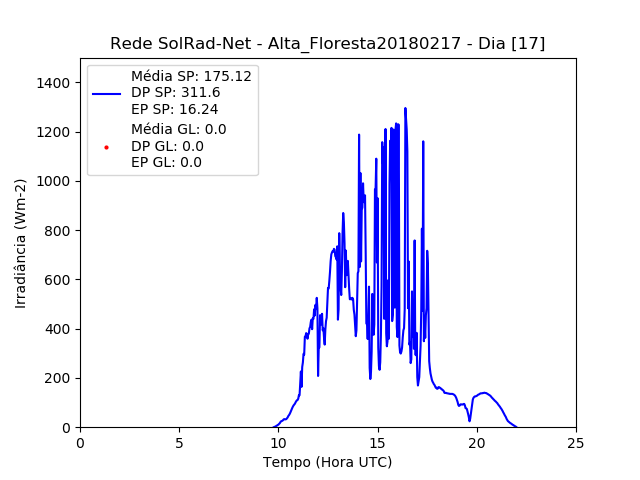 Rede SolRad-Net - Alta_Floresta20180217 - Dia [17]
Média SP: 175.12
DP SP: 311.6
EP SP: 16.24
Média GL: 0.0
DP GL: 0.0
EP GL: 0.0
Irradiância (Wm-2)
1400
1200
1000
800
600
400
200
0
0 5 10 15 20 25
Tempo (Hora UTC)